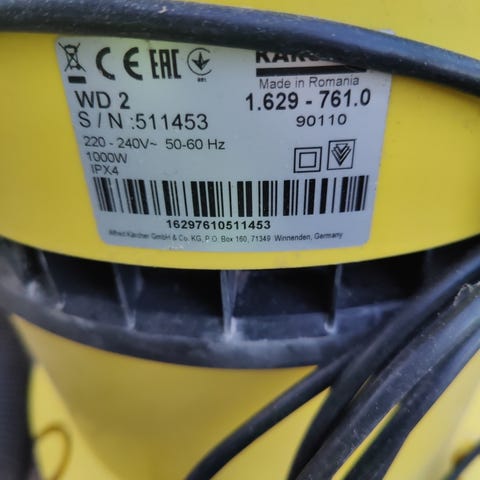 CE EAC
KÄRCHER
Made in Romania
WD 2 1.629 - 761.0
S / N :511453 90110
220 - 240V~ 50-60 Hz
1000W
IPX4
16297610511453
Alfred Kärcher GmbH & Co. KG, P.O. Box 160, 71349 Winnenden, Germany